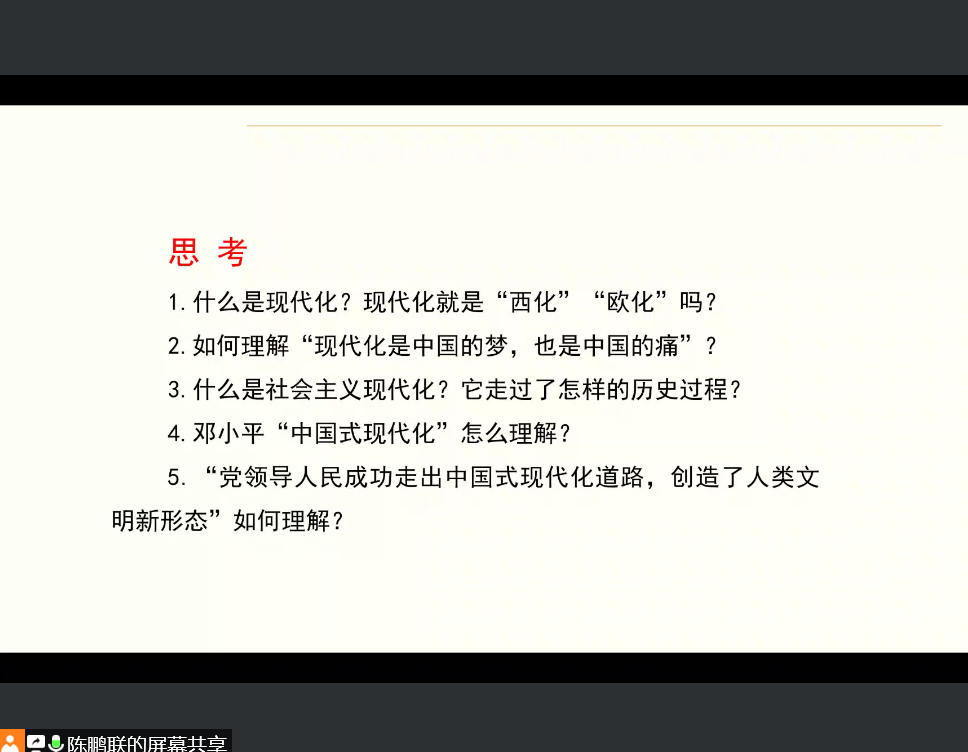 思 考
1.什么是现代化？现代化就是“西化”“欧化”吗？
2.如何理解“现代化是中国的梦，也是中国的痛”？
3.什么是社会主义现代化？它走过了怎样的历史过程？
4.邓小平“中国式现代化”怎么理解？
5.“党领导人民成功走出中国式现代化道路，创造了人类文
明新形态”如何理解？
陈鹏联的屏幕共享